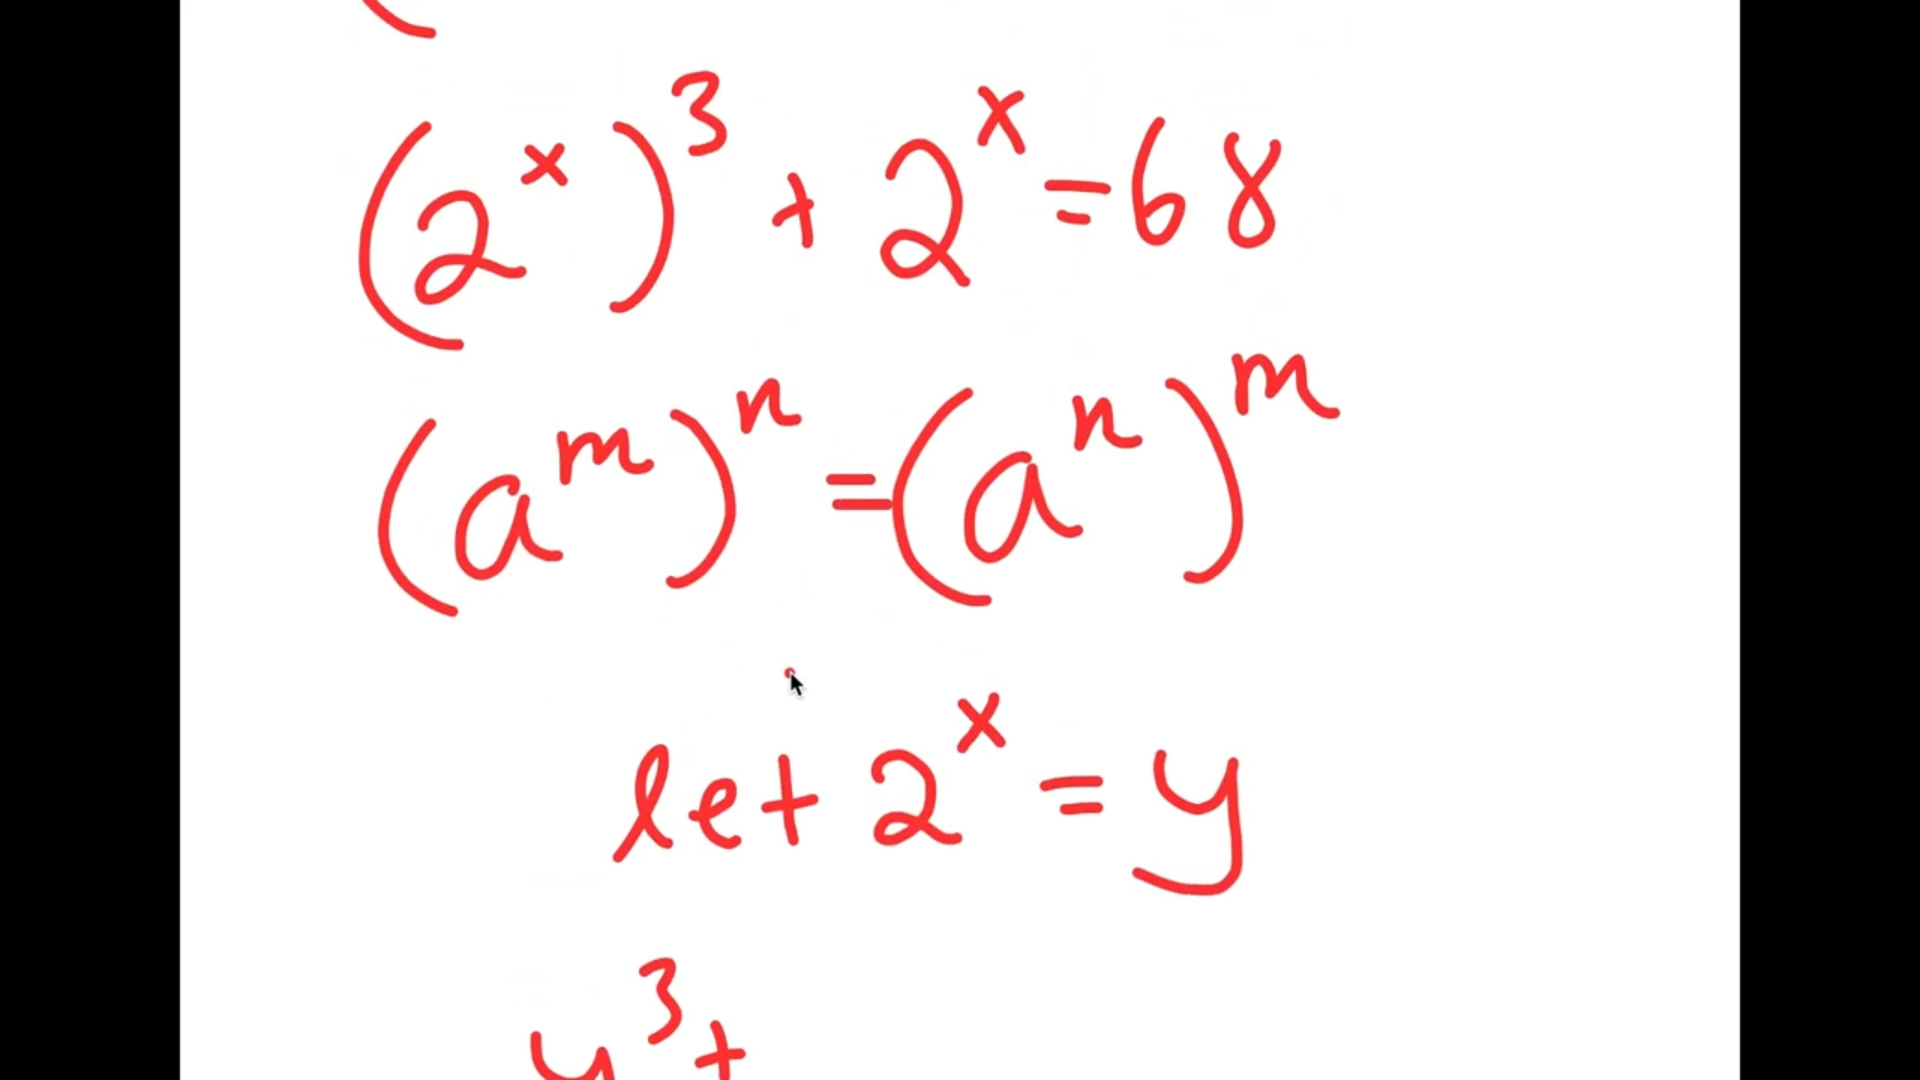 (2^x)^3 + 2^x = 68
(a^m)^n = (a^n)^m
let 2^x = y
y^3 +